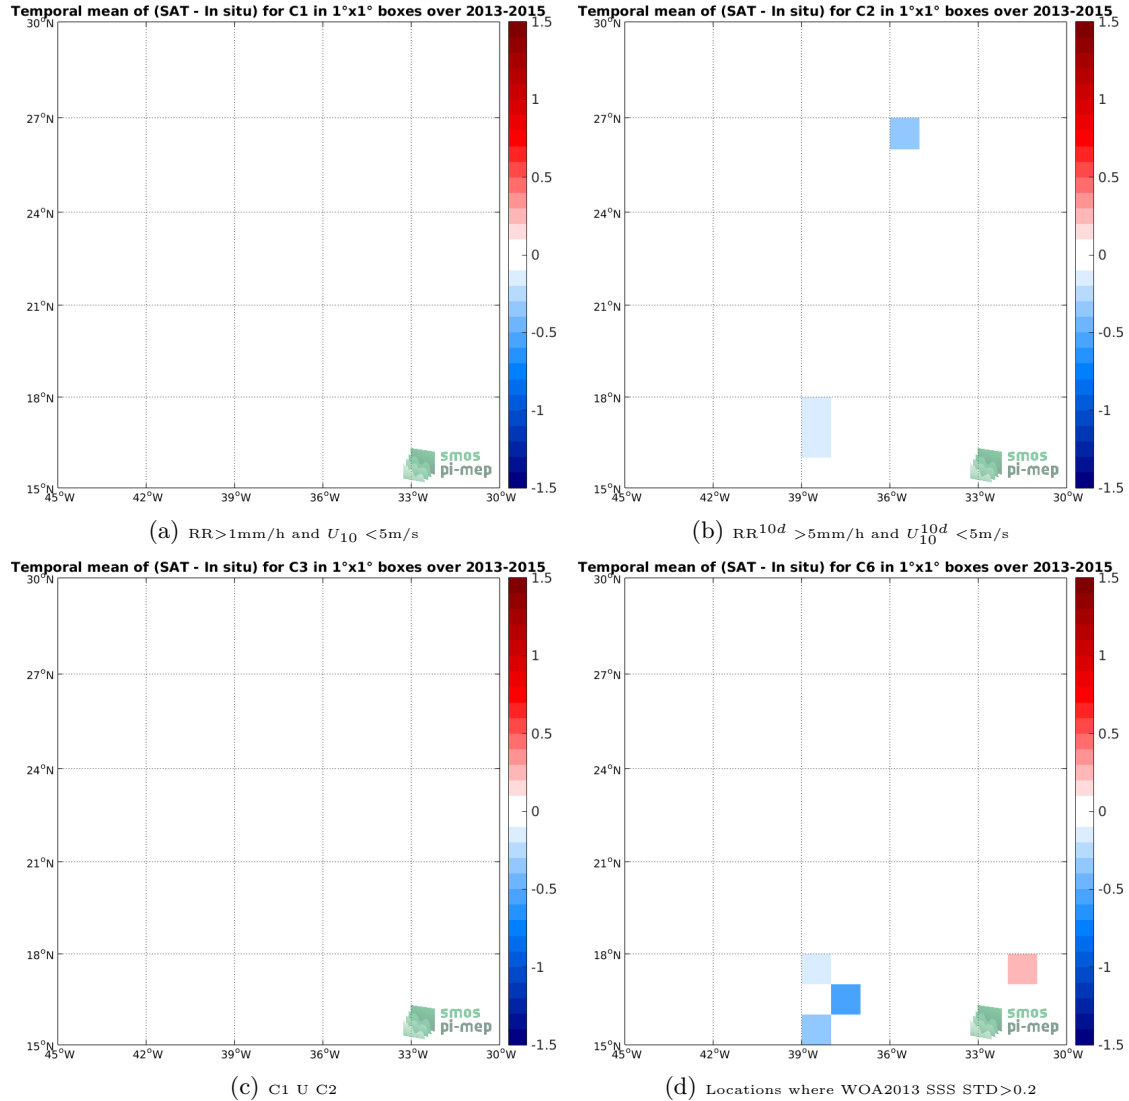 Temporal mean of (SAT - In situ) for C1 in 1°x1° boxes over 2013-2015
30°N
27°N
24°N
21°N
18°N
15°N
45°W 42°W 39°W 36°W 33°W 30°W
1.5
1
0.5
0
-0.5
-1
-1.5
smos
pi-mep
(a) RR>1mm/h and U10 <5m/s
Temporal mean of (SAT - In situ) for C2 in 1°x1° boxes over 2013-2015
30°N
27°N
24°N
21°N
18°N
15°N
45°W 42°W 39°W 36°W 33°W 30°W
1.5
1
0.5
0
-0.5
-1
-1.5
smos
pi-mep
(b) RR^10d >5mm/h and U10^10d <5m/s
Temporal mean of (SAT - In situ) for C3 in 1°x1° boxes over 2013-2015
30°N
27°N
24°N
21°N
18°N
15°N
45°W 42°W 39°W 36°W 33°W 30°W
1.5
1
0.5
0
-0.5
-1
-1.5
smos
pi-mep
(c) C1 U C2
Temporal mean of (SAT - In situ) for C6 in 1°x1° boxes over 2013-2015
30°N
27°N
24°N
21°N
18°N
15°N
45°W 42°W 39°W 36°W 33°W 30°W
1.5
1
0.5
0
-0.5
-1
-1.5
smos
pi-mep
(d) Locations where WOA2013 SSS STD>0.2